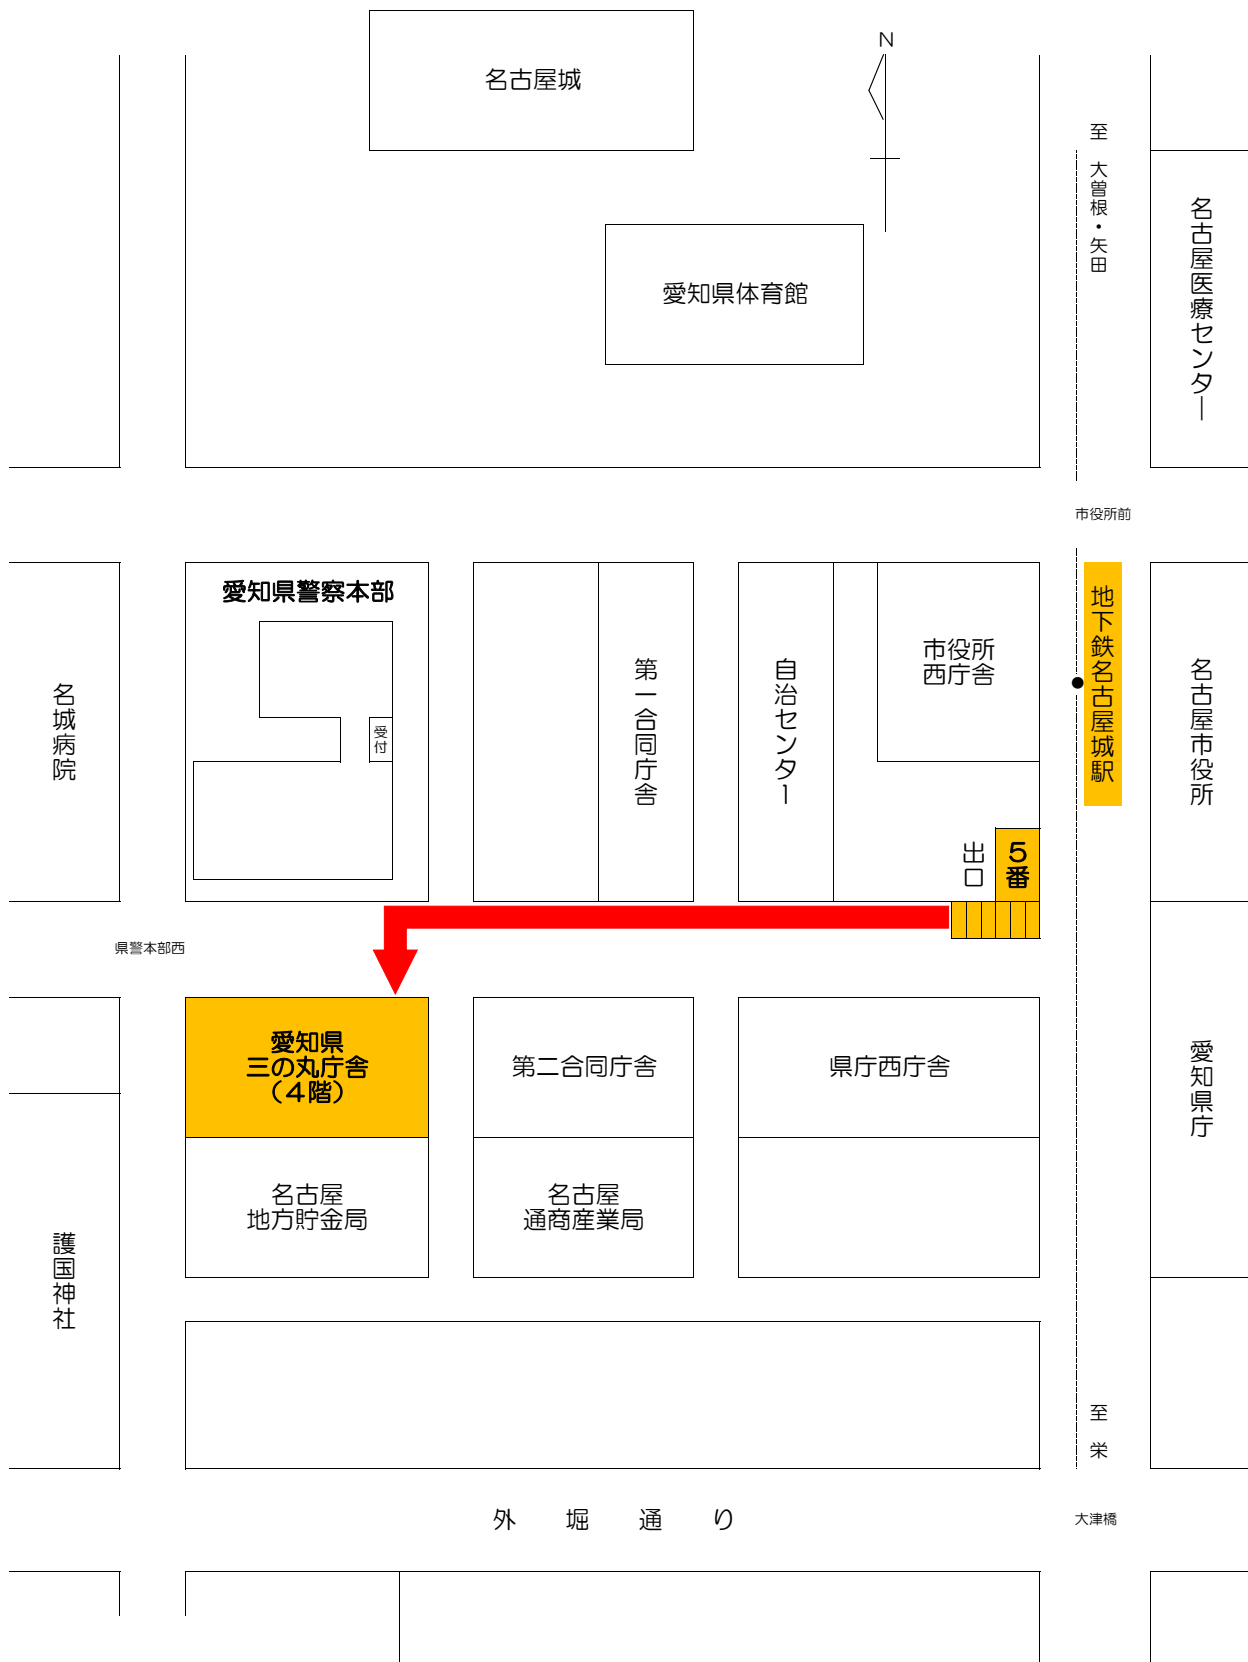 名古屋城
N
至 大曽根・矢田
名古屋医療センター
愛知県体育館
市役所前
愛知県警察本部
受付
名城病院
第一合同庁舎
自治センター
市役所
西庁舎
地下鉄名古屋城駅
名古屋市役所
出口
5番
県警本部西
愛知県
三の丸庁舎
（4階）
第二合同庁舎
県庁西庁舎
愛知県庁
名古屋
地方貯金局
名古屋
通商産業局
護国神社
至 栄
外堀通り
大津橋